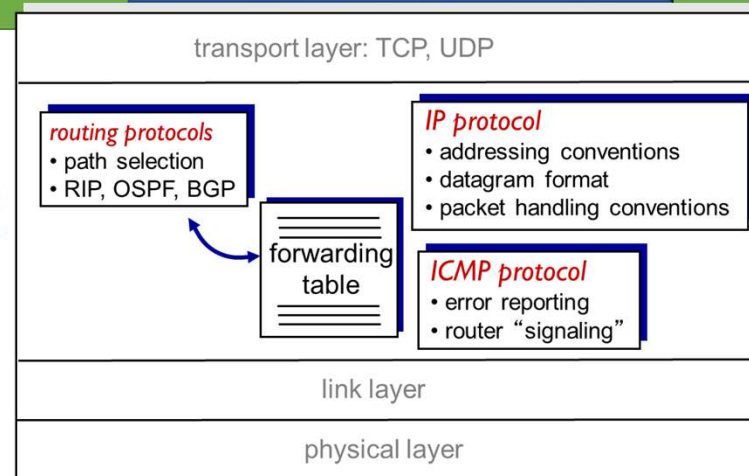 transport layer: TCP, UDP
routing protocols
• path selection
• RIP, OSPF, BGP
forwarding
table
IP protocol
• addressing conventions
• datagram format
• packet handling conventions
ICMP protocol
• error reporting
• router “signaling”
link layer
physical layer